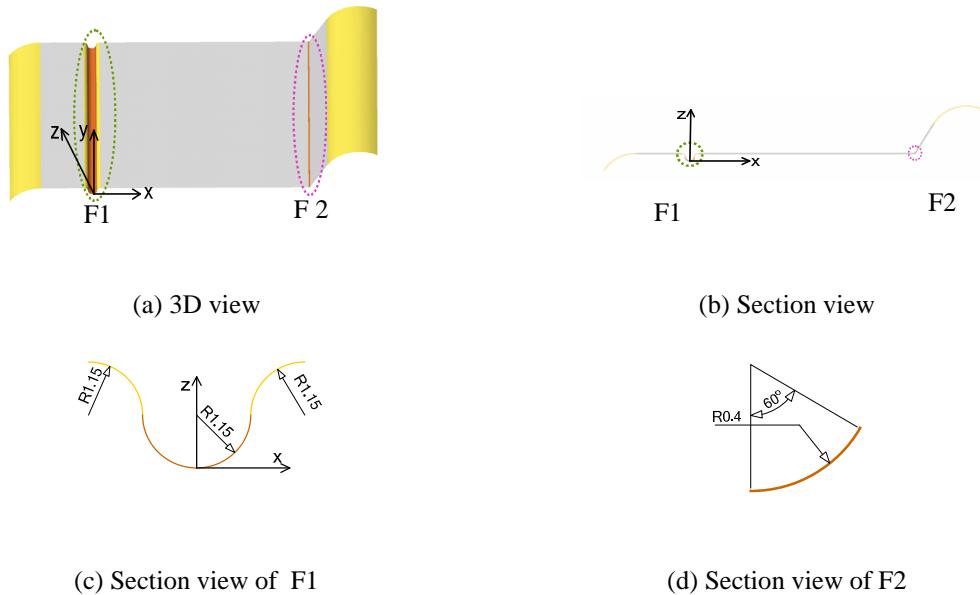 z
y
x
F1
F 2
(a) 3D view
z
x
F1
F2
(b) Section view
R1.15
z
R1.15
R1.15
x
(c) Section view of F1
60°
R0.4
(d) Section view of F2